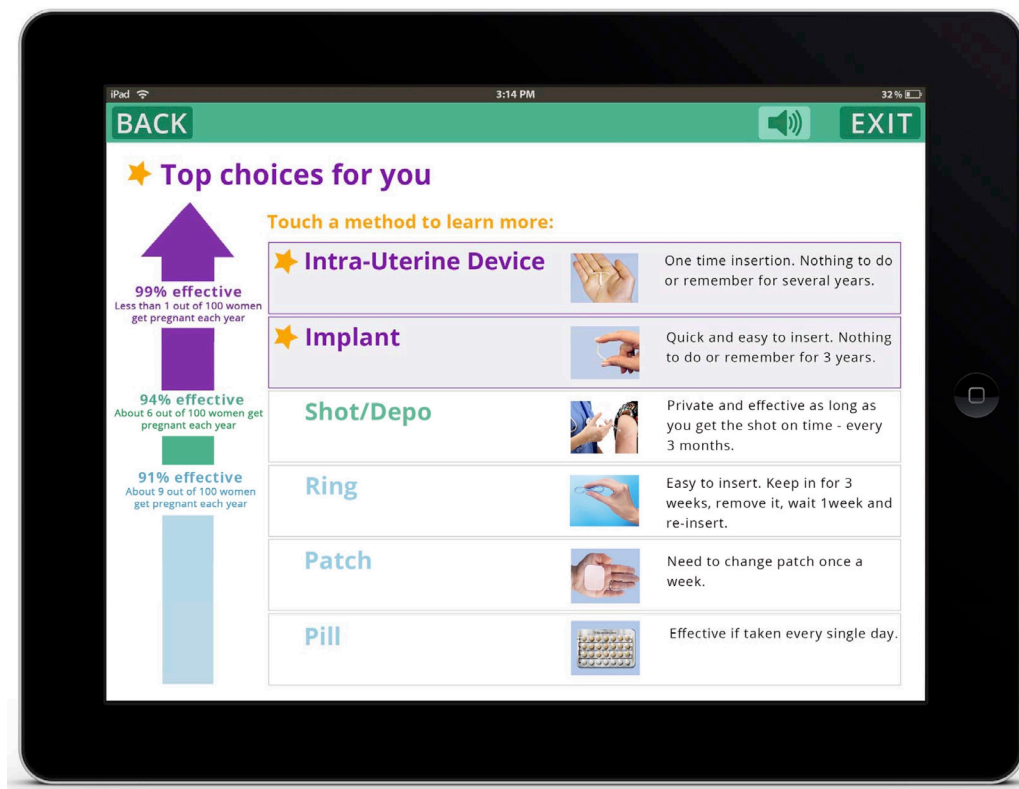 iPad
3:14 PM
32 %
BACK
EXIT
Top choices for you
Touch a method to learn more:
99% effective
Less than 1 out of 100 women
get pregnant each year
94% effective
About 6 out of 100 women get
pregnant each year
91% effective
About 9 out of 100 women
get pregnant each year
Intra-Uterine Device
One time insertion. Nothing to do
or remember for several years.
Implant
Quick and easy to insert. Nothing
to do or remember for 3 years.
Shot/Depo
Private and effective as long as
you get the shot on time - every
3 months.
Ring
Easy to insert. Keep in for 3
weeks, remove it, wait 1week and
re-insert.
Patch
Need to change patch once a
week.
Pill
Effective if taken every single day.